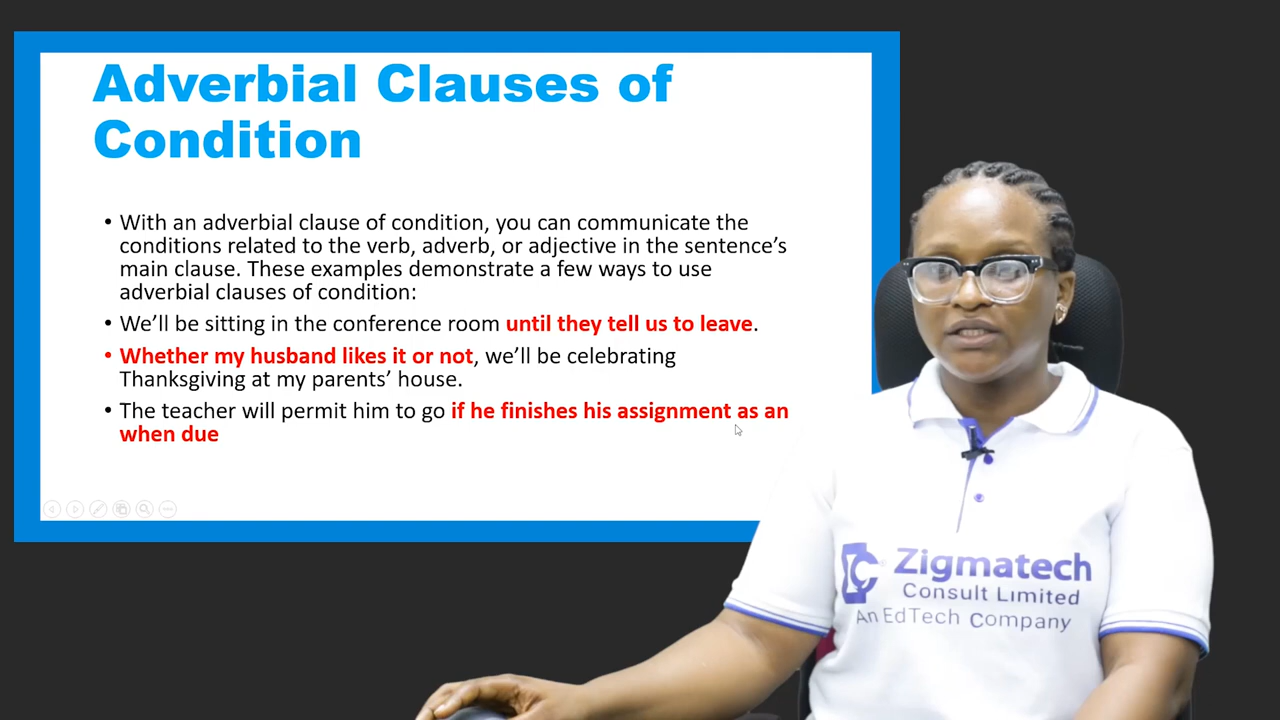 Adverbial Clauses of
Condition
• With an adverbial clause of condition, you can communicate the
conditions related to the verb, adverb, or adjective in the sentence's
main clause. These examples demonstrate a few ways to use
adverbial clauses of condition:
• We'll be sitting in the conference room until they tell us to leave.
• Whether my husband likes it or not, we'll be celebrating
Thanksgiving at my parents' house.
• The teacher will permit him to go if he finishes his assignment as an
when due
Zigmatech
Consult Limited
An EdTech Company